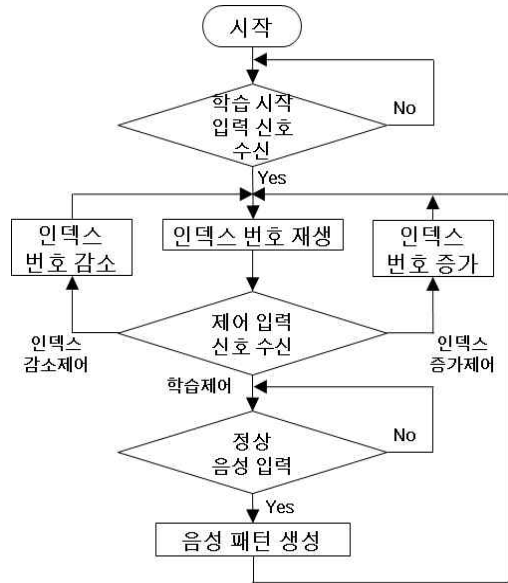 시작
학습 시작
입력 신호
수신
No
Yes
인덱스
번호 감소
인덱스 번호 재생
인덱스
번호 증가
제어 입력
신호 수신
인덱스
감소제어
인덱스
증가제어
학습제어
정상
음성 입력
No
Yes
음성 패턴 생성